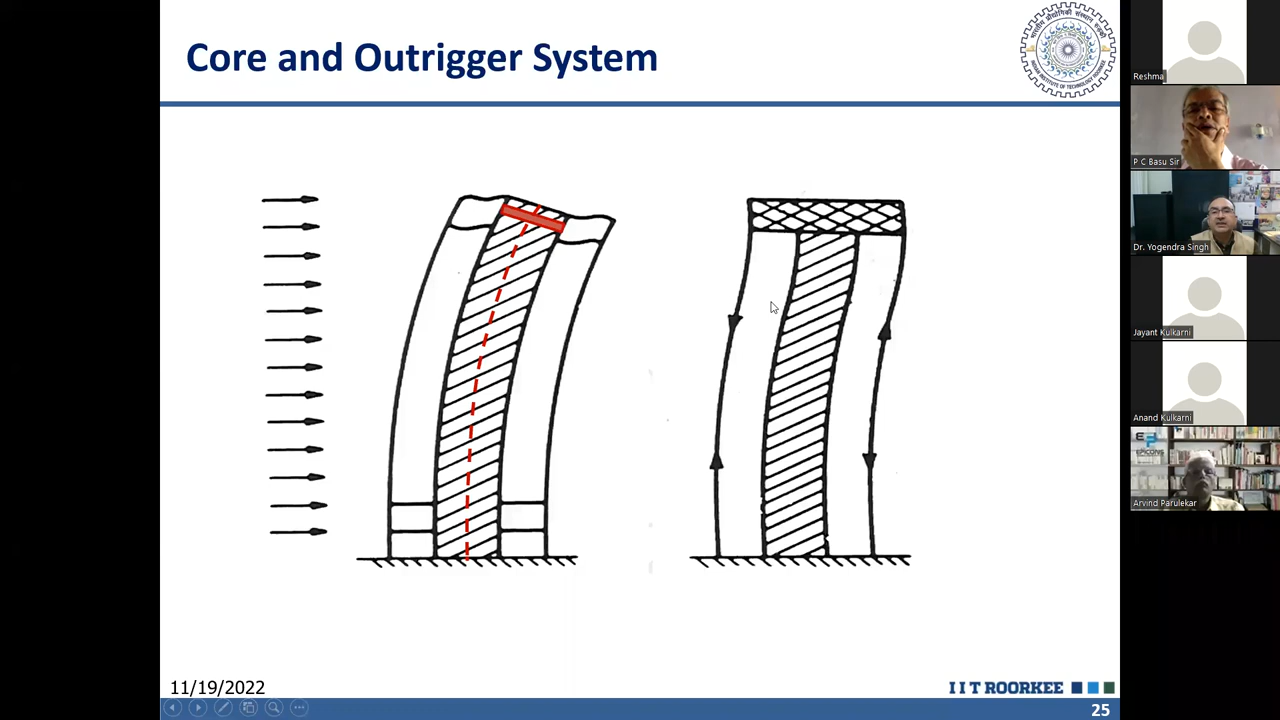 Core and Outrigger System
Reshma
P C Basu Sir
Dr. Yogendra Singh
Jayant Kulkarni
Anand Kulkarni
EPICONS
Arvind Parulekar
11/19/2022
I I T ROORKEE
25